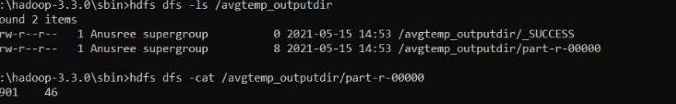 :\hadoop-3.3.0\sbin>hdfs dfs -ls /avgtemp_outputdir
ound 2 items
rw-r--r-- 1 Anusree supergroup 0 2021-05-15 14:53 /avgtemp_outputdir/_SUCCESS
rw-r--r-- 1 Anusree supergroup 8 2021-05-15 14:53 /avgtemp_outputdir/part-r-00000
:\hadoop-3.3.0\sbin>hdfs dfs -cat /avgtemp_outputdir/part-r-00000
901 46